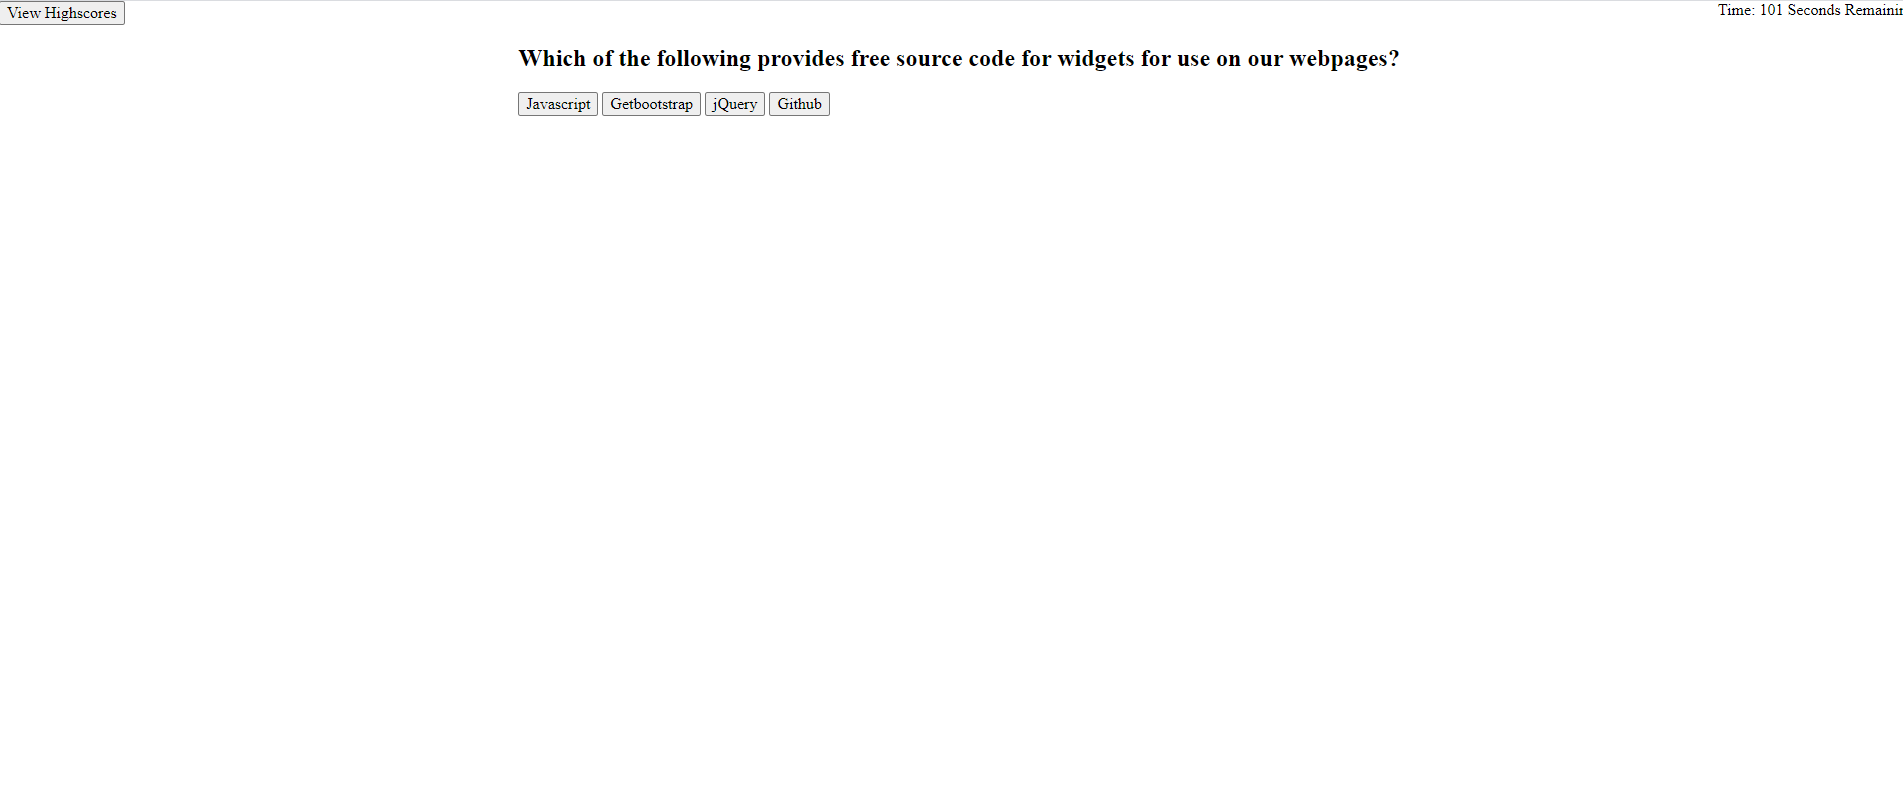 View Highscores
Time: 101 Seconds
Which of the following provides free source code for widgets for use on our webpages?
Javascript Getbootstrap jQuery Github